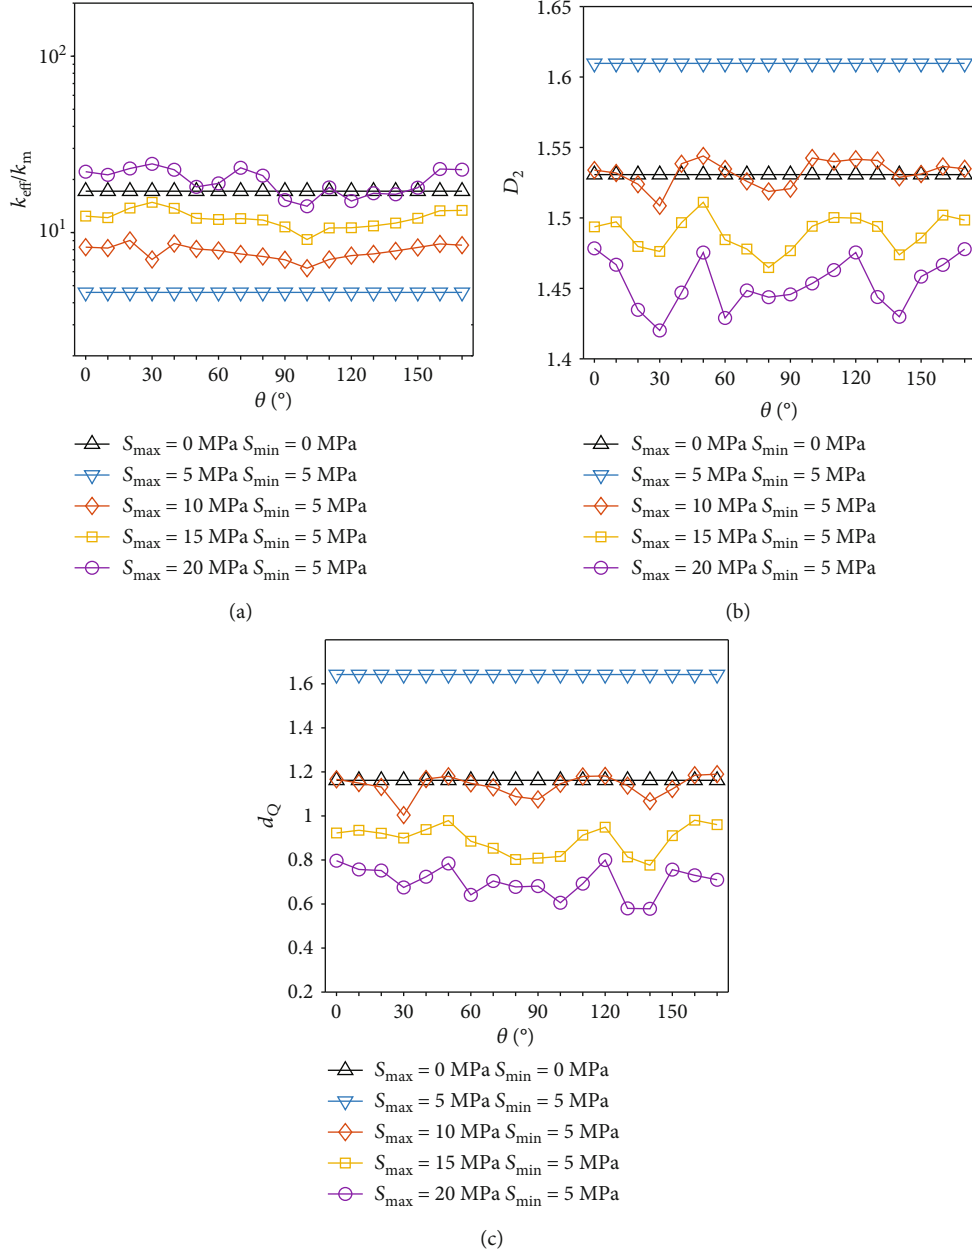 10²
10¹
k_eff/k_m
0 30 60 90 120 150
θ (°)
S_max = 0 MPa S_min = 0 MPa
S_max = 5 MPa S_min = 5 MPa
S_max = 10 MPa S_min = 5 MPa
S_max = 15 MPa S_min = 5 MPa
S_max = 20 MPa S_min = 5 MPa
(a)
1.65
1.6
1.55
1.5
1.45
1.4
D₂
0 30 60 90 120 150
θ (°)
S_max = 0 MPa S_min = 0 MPa
S_max = 5 MPa S_min = 5 MPa
S_max = 10 MPa S_min = 5 MPa
S_max = 15 MPa S_min = 5 MPa
S_max = 20 MPa S_min = 5 MPa
(b)
1.6
1.4
1.2
1
0.8
0.6
0.4
0.2
d_Q
0 30 60 90 120 150
θ (°)
S_max = 0 MPa S_min = 0 MPa
S_max = 5 MPa S_min = 5 MPa
S_max = 10 MPa S_min = 5 MPa
S_max = 15 MPa S_min = 5 MPa
S_max = 20 MPa S_min = 5 MPa
(c)